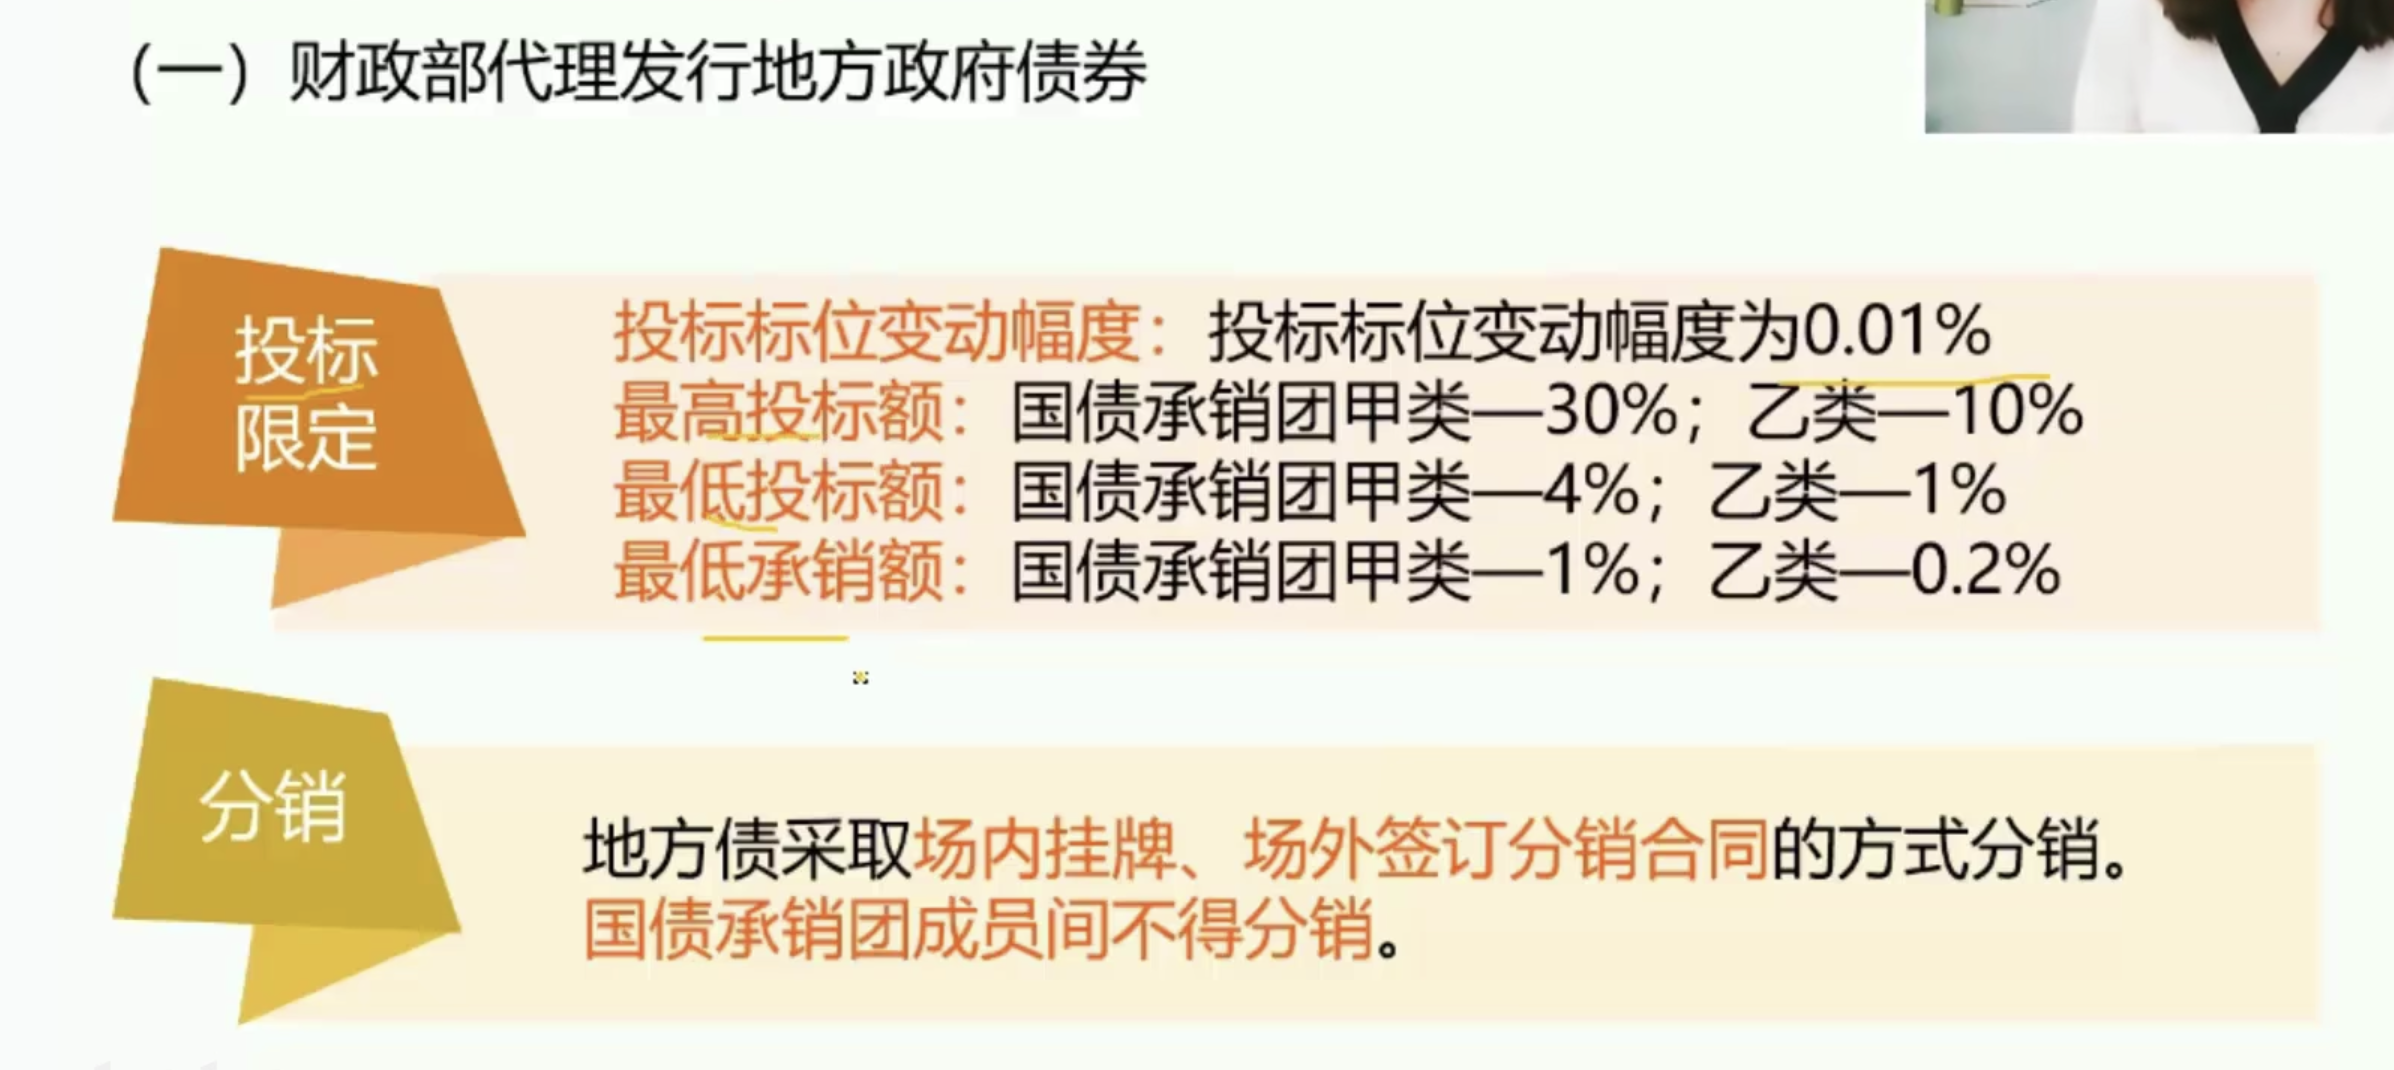 （一）财政部代理发行地方政府债券
投标
限定
投标标位变动幅度：投标标位变动幅度为0.01%
最高投标额：国债承销团甲类—30%；乙类—10%
最低投标额：国债承销团甲类—4%；乙类—1%
最低承销额：国债承销团甲类—1%；乙类—0.2%
分销
地方债采取场内挂牌、场外签订分销合同的方式分销。
国债承销团成员间不得分销。